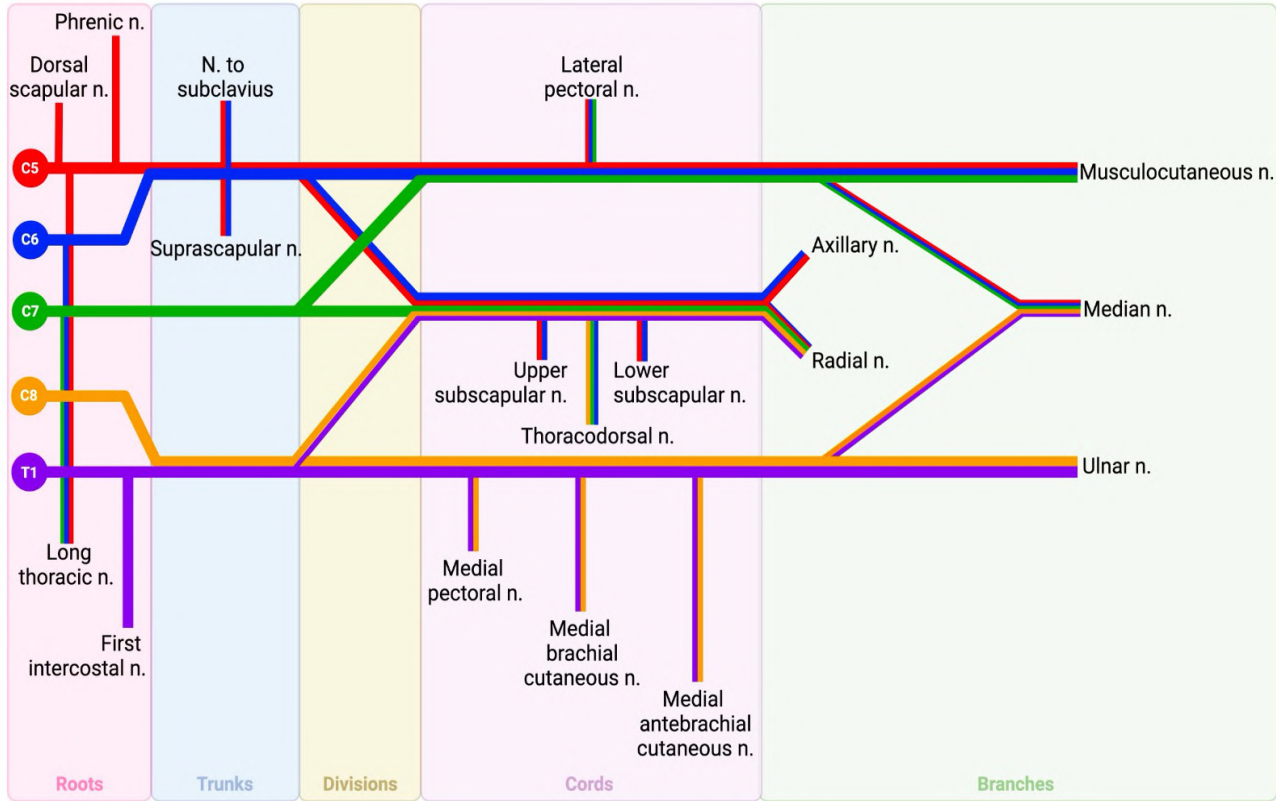 Phrenic n.
Dorsal
scapular n.
N. to
subclavius
Lateral
pectoral n.
C5
Musculocutaneous n.
C6
Suprascapular n.
Axillary n.
C7
Median n.
Radial n.
Upper
subscapular n.
Lower
subscapular n.
C8
Thoracodorsal n.
T1
Ulnar n.
Long
thoracic n.
Medial
pectoral n.
First
intercostal n.
Medial
brachial
cutaneous n.
Medial
antebrachial
cutaneous n.
Roots
Trunks
Divisions
Cords
Branches